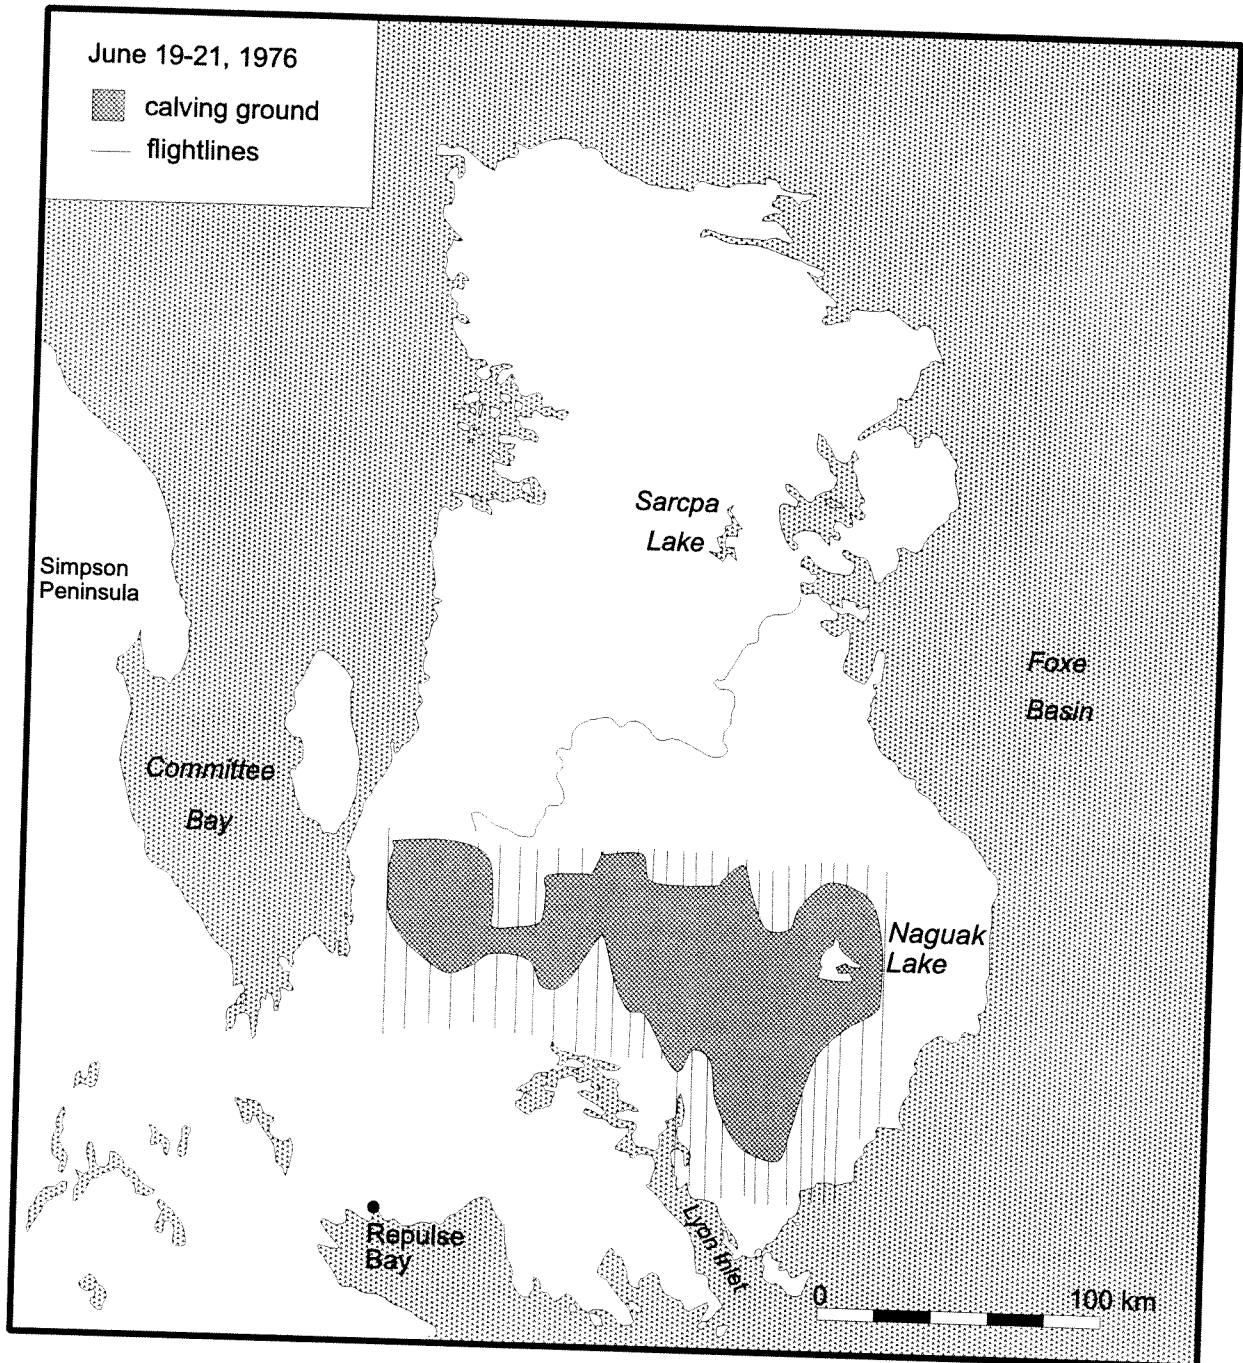 June 19-21, 1976
calving ground
flightlines
Sarcpa
Lake
Simpson
Peninsula
Foxe
Basin
Committee
Bay
Naguak
Lake
Repulse
Bay
Lyon Inlet
0 100 km